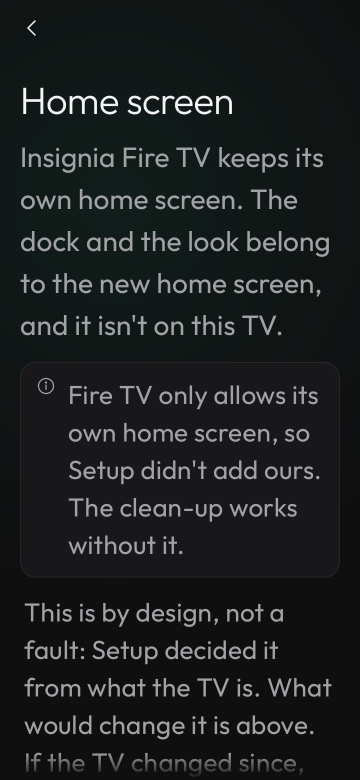 Home screen
Insignia Fire TV keeps its
own home screen. The
dock and the look belong
to the new home screen,
and it isn't on this TV.
Fire TV only allows its
own home screen, so
Setup didn't add ours.
The clean-up works
without it.
This is by design, not a
fault: Setup decided it
from what the TV is. What
would change it is above.
If the TV changed since,